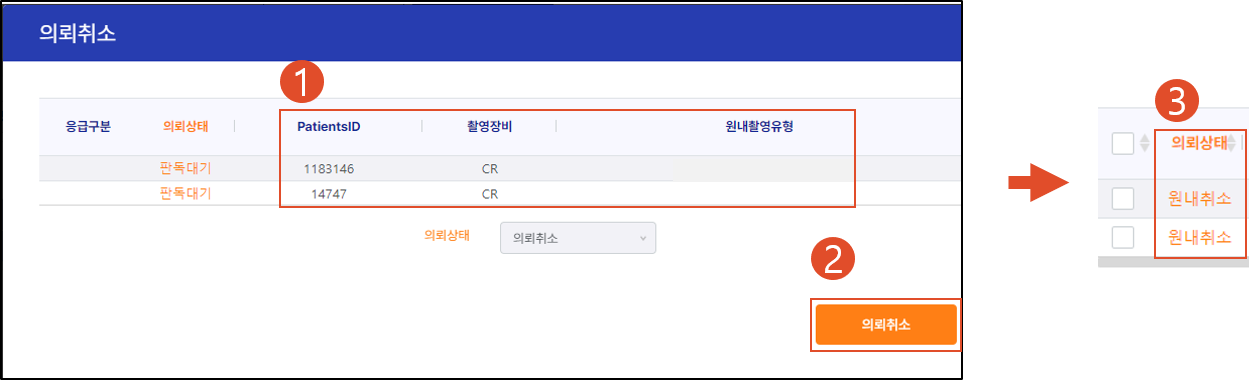 의뢰취소
1
응급구분 의뢰상태 PatientsID 촬영장비 원내촬영유형
판독대기 1183146 CR
판독대기 14747 CR
의뢰상태 의뢰취소
2
의뢰취소
3
의뢰상태
원내취소
원내취소